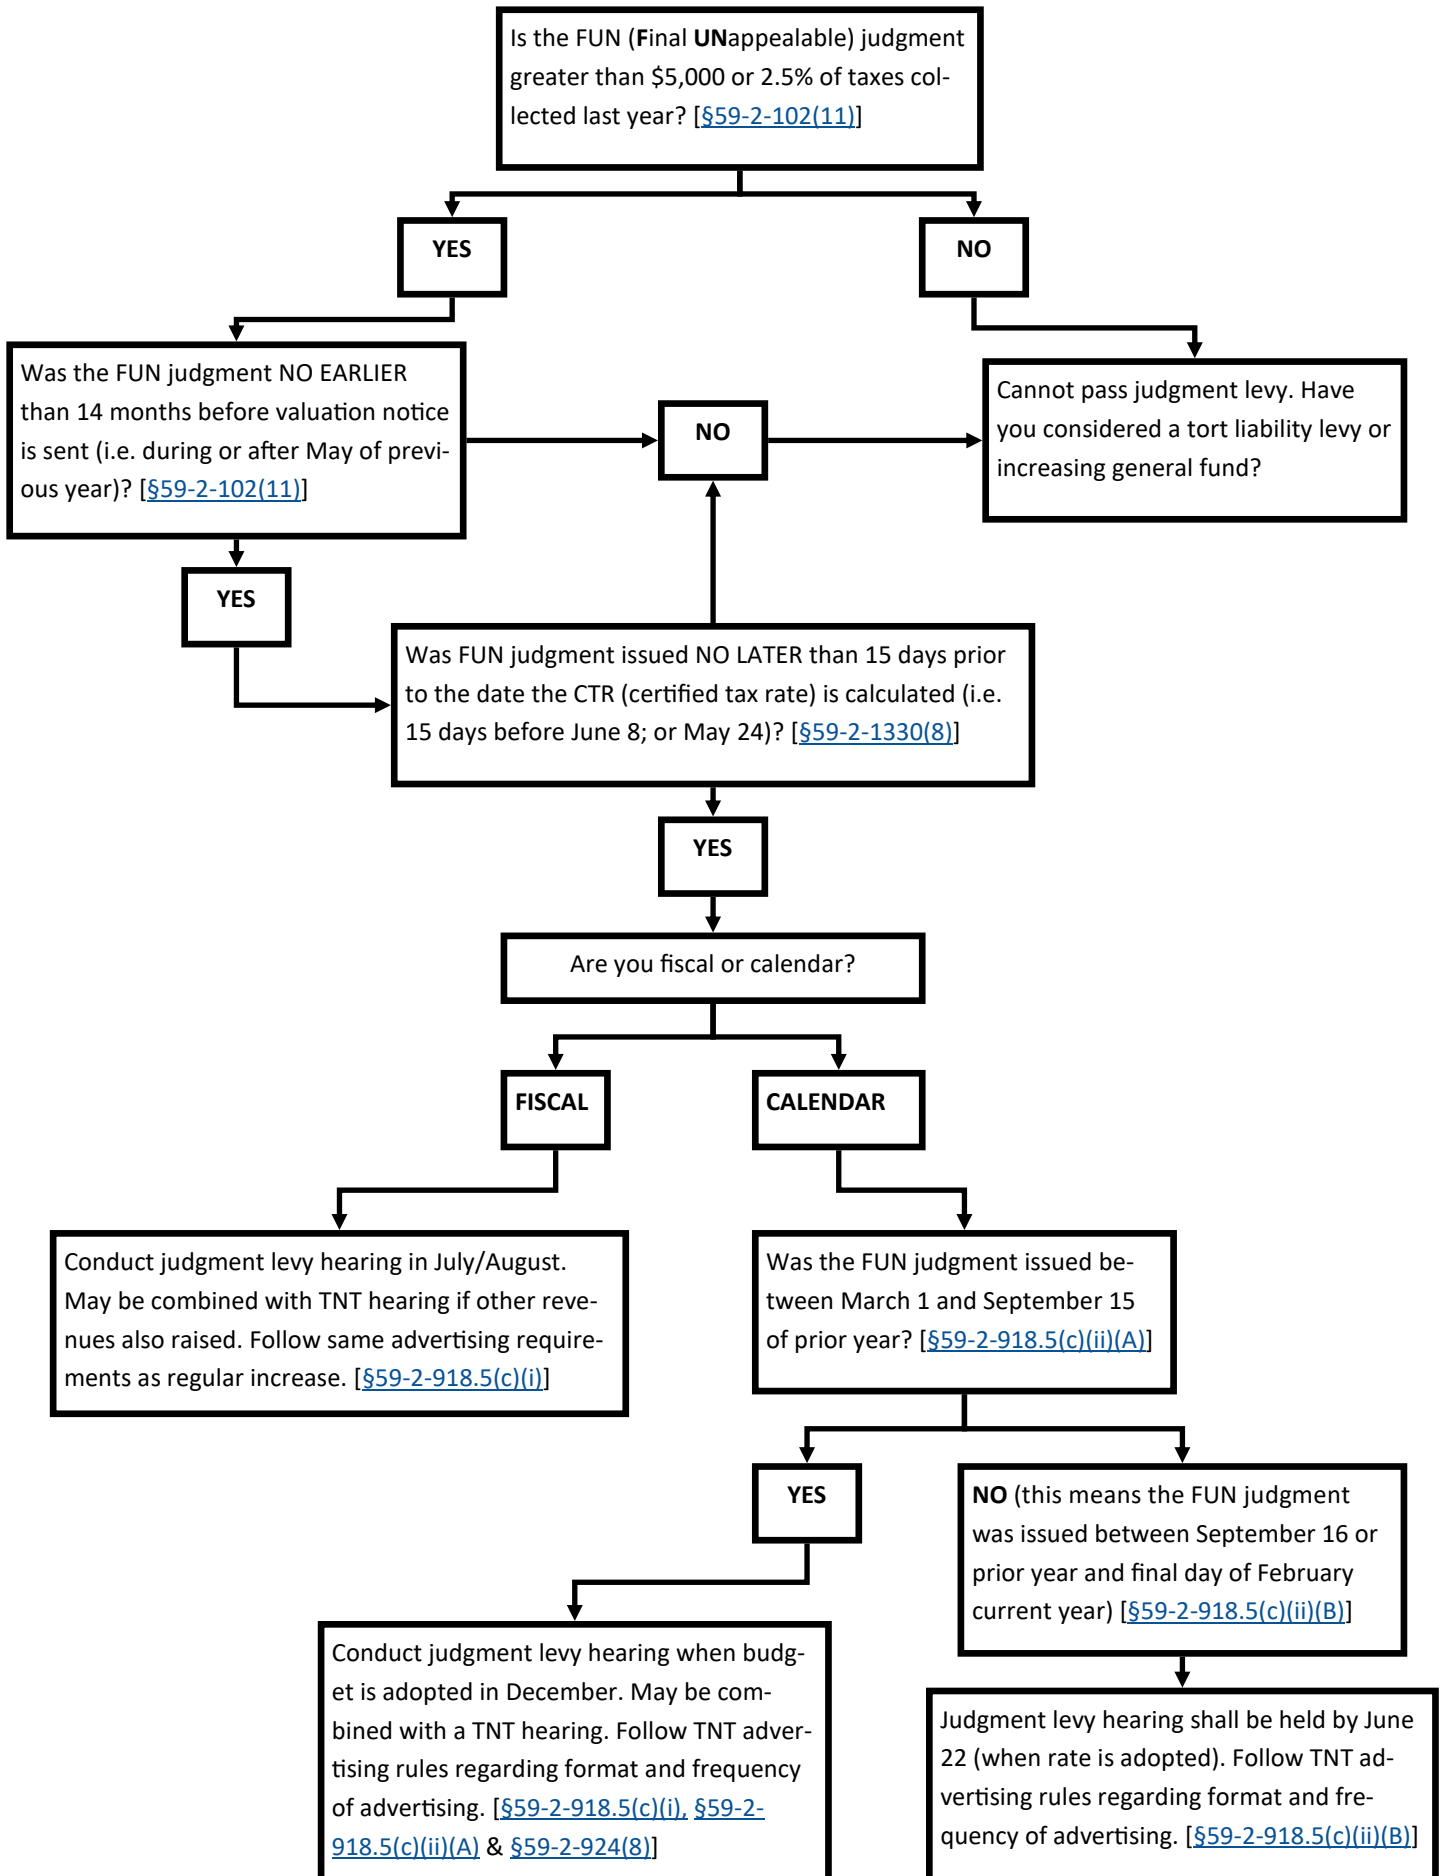 Is the FUN (Final UNappealable) judgment
greater than $5,000 or 2.5% of taxes col-
lected last year? [§59-2-102(11)]
YES
NO
Was the FUN judgment NO EARLIER
than 14 months before valuation notice
is sent (i.e. during or after May of previ-
ous year)? [§59-2-102(11)]
NO
Cannot pass judgment levy. Have
you considered a tort liability levy or
increasing general fund?
YES
Was FUN judgment issued NO LATER than 15 days prior
to the date the CTR (certified tax rate) is calculated (i.e.
15 days before June 8; or May 24)? [§59-2-1330(8)]
YES
Are you fiscal or calendar?
FISCAL
CALENDAR
Conduct judgment levy hearing in July/August.
May be combined with TNT hearing if other reve-
nues also raised. Follow same advertising require-
ments as regular increase. [§59-2-918.5(c)(i)]
Was the FUN judgment issued be-
tween March 1 and September 15
of prior year? [§59-2-918.5(c)(ii)(A)]
YES
NO (this means the FUN judgment
was issued between September 16 or
prior year and final day of February
current year) [§59-2-918.5(c)(ii)(B)]
Conduct judgment levy hearing when budg-
et is adopted in December. May be com-
bined with a TNT hearing. Follow TNT adver-
tising rules regarding format and frequency
of advertising. [§59-2-918.5(c)(i), §59-2-
918.5(c)(ii)(A) & §59-2-924(8)]
Judgment levy hearing shall be held by June
22 (when rate is adopted). Follow TNT ad-
vertising rules regarding format and fre-
quency of advertising. [§59-2-918.5(c)(ii)(B)]